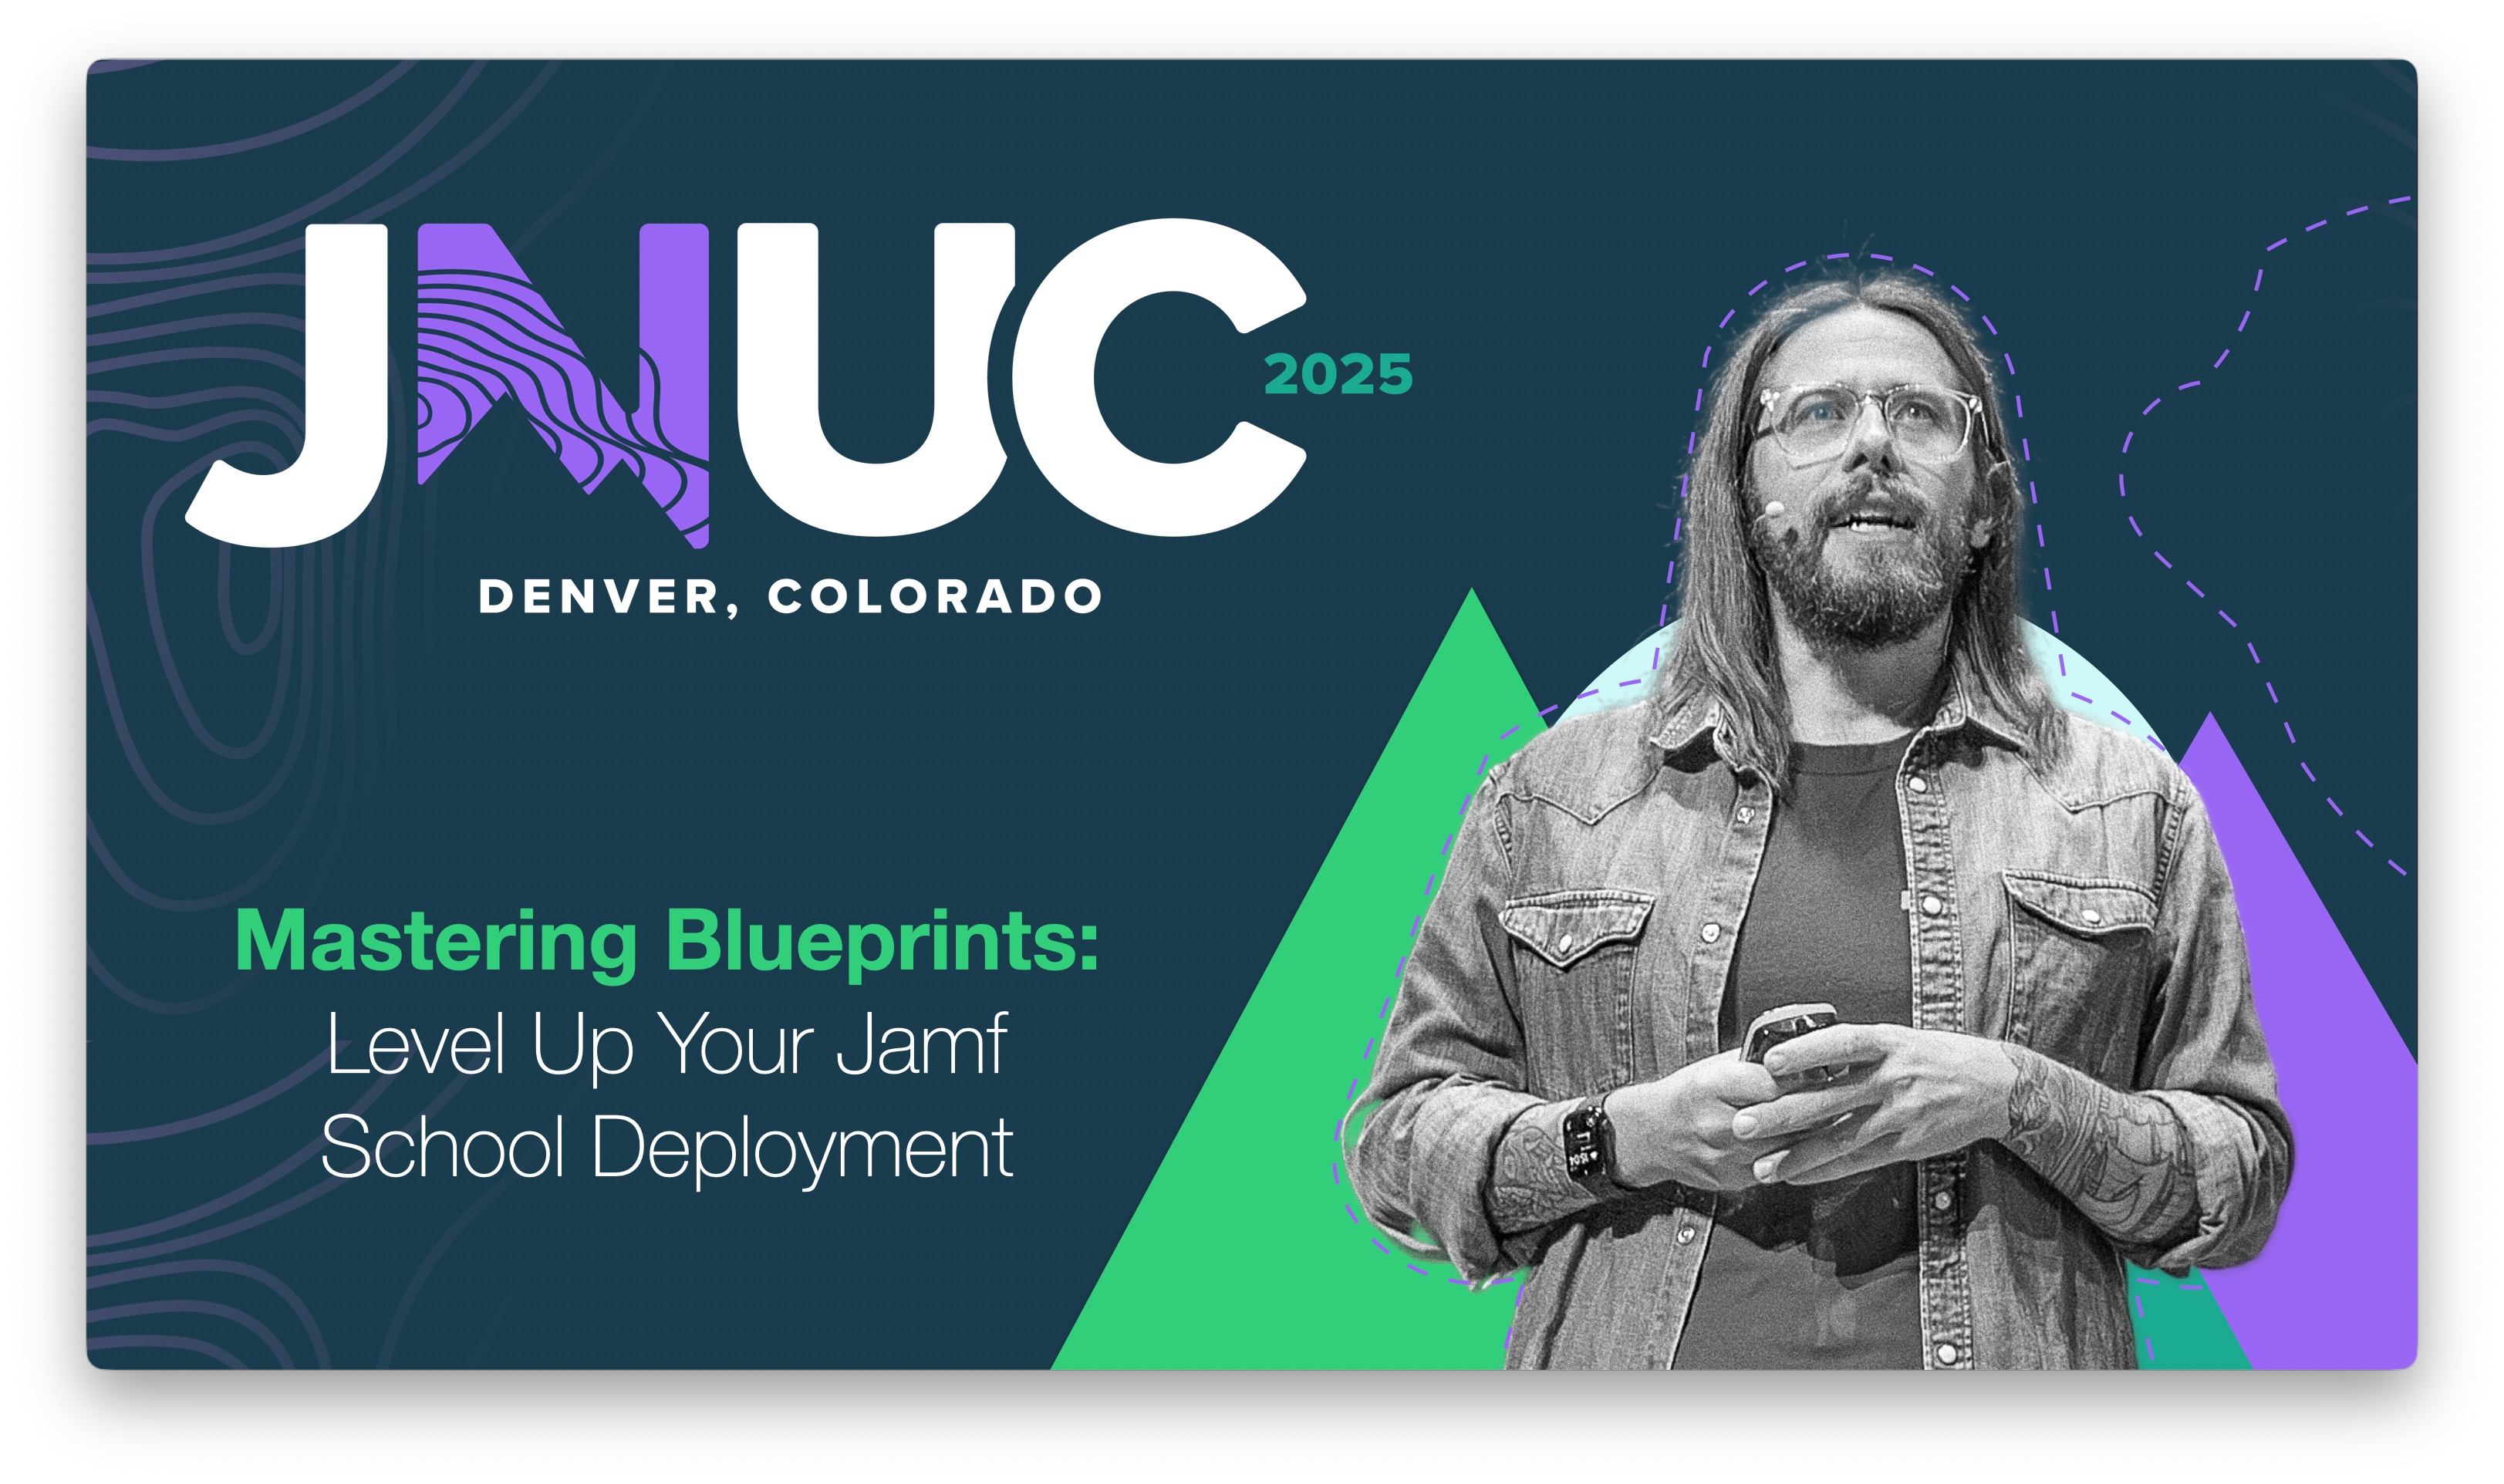 JNUC
2025
DENVER, COLORADO
Mastering Blueprints:
Level Up Your Jamf
School Deployment